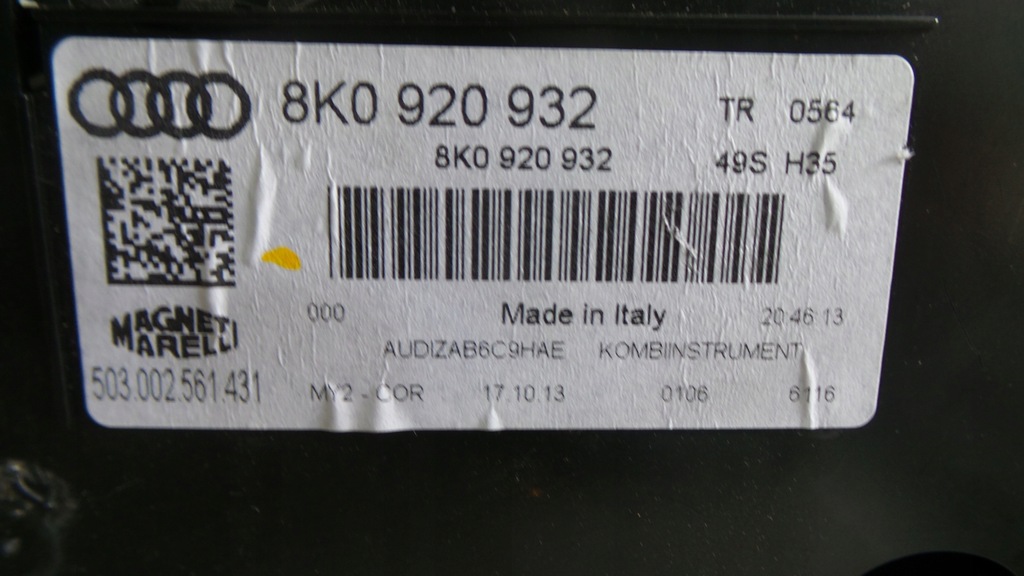 8K0 920 932 TR 0564
8K0 920 932 49S H35
000 Made in Italy 20 46 13
MAGNETI
MARELLI
AUDIZAB6C9HAE KOMBIINSTRUMENT
503.002.561.431 MY2 - COR 17.10.13 0106 6116